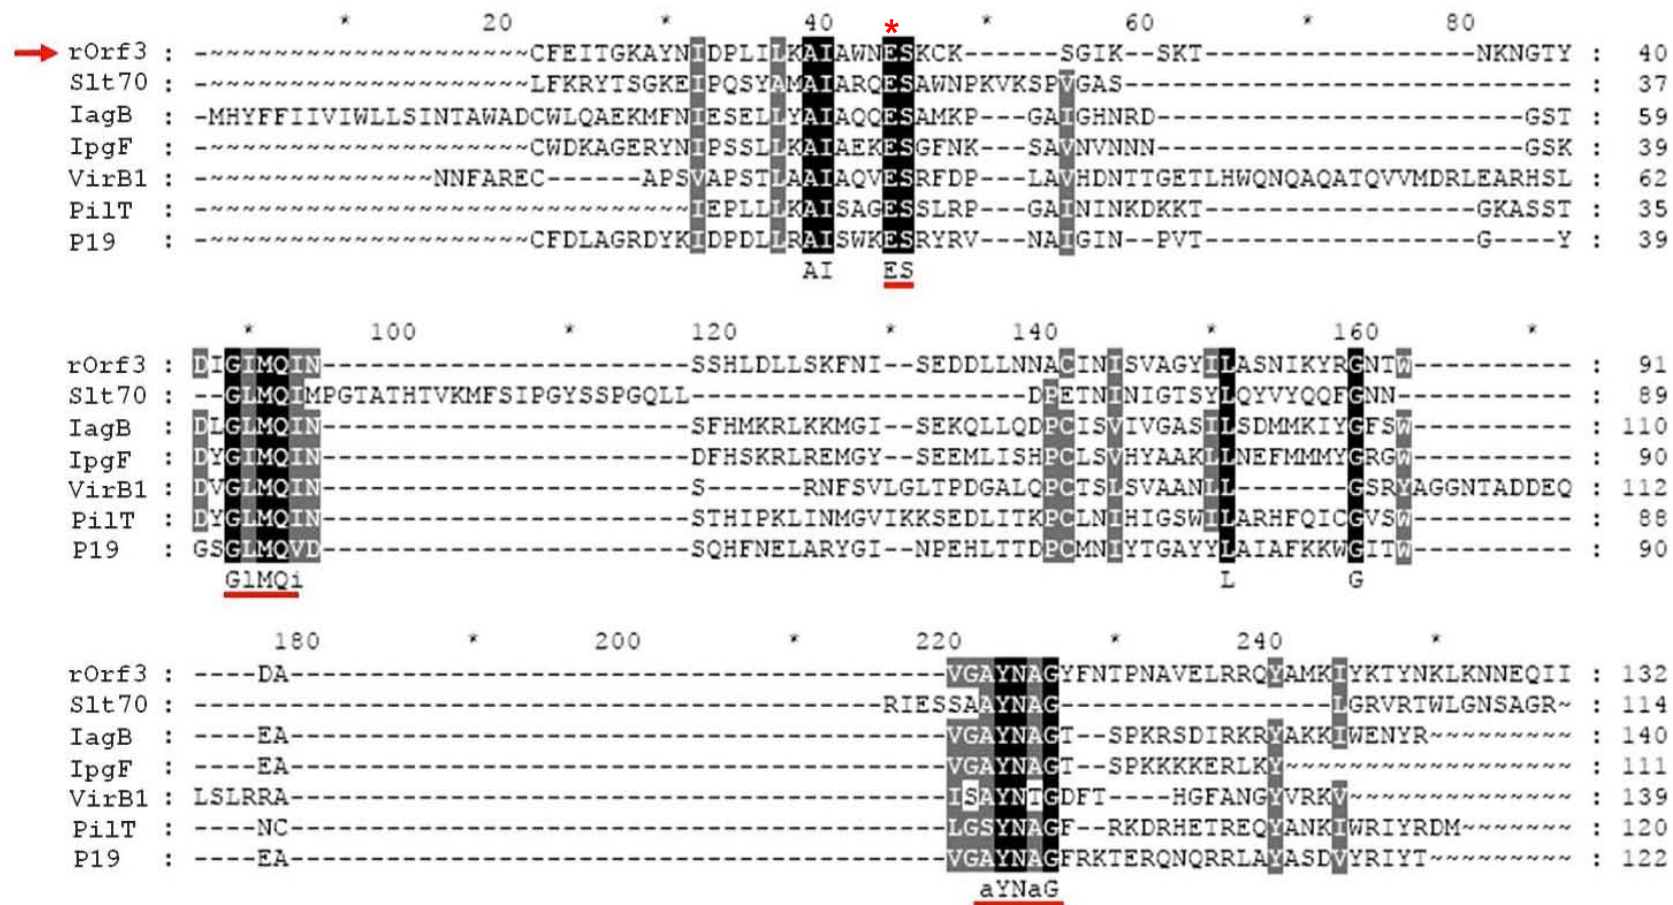 * 20 * 40 * * 60 * 80
rOrf3 : -~~~~~~~~~~~~~~~~~~~~CFEITGKAYNIDPLILKAIAWNESKCK------SGIK--SKT-----------------NKNGTY : 40
Slt70 : -~~~~~~~~~~~~~~~~~~~~LFKRYTSGKEIPQSYAMAIARQESAWNPKVKSPVGAS---------------------------- : 37
IagB : -MHYFFIIVIWLLSINTAWADCWLQAEKMFNIESELLYAIAQQESAMKP---GAIGHNRD-----------------------GST : 59
IpgF : -~~~~~~~~~~~~~~~~~~~~CWDKAGERYNIPSSLLKAIAEKESGFNK---SAVNVNNN-----------------------GSK : 39
VirB1 : -~~~~~~~~~~~~~~NNFAREC------APSVAPSTLAAIAQVESRFDP---LAVHDNTTGETLHWQNQAQATQVVMDRLEARHSL : 62
PilT : -~~~~~~~~~~~~~~~~~~~~~~~~~~~~~~IEPLLLKAISAGESSLRP---GAININKDKKT-----------------GKASST : 35
P19 : -~~~~~~~~~~~~~~~~~~~~CFDLAGRDYKIDPDLLRAISWKESRYRV---NAIGIN--PVT-----------------G----Y : 39
AI ES
* 100 * 120 * 140 * 160 *
rOrf3 : DIGIMQIN-----------------------SSHLDLLSKFNI--SEDDLLNNACINISVAGYILASNIKYRGNTW---------- : 91
Slt70 : --GLMQIMPGTATHTVKMFSIPGYSSPGQLL---------------------DPETNINIGTSYLQYVYQQFGNN----------- : 89
IagB : DLGLMQIN-----------------------SFHMKRLKKMGI--SEKQLLQDPCISVIVGASILSDMMKIYGFSW---------- : 110
IpgF : DYGIMQIN-----------------------DFHSKRLREMGY--SEEMLISHPCLSVHYAAKLLNEFMMMYGRGW---------- : 90
VirB1 : DVGLMQIN-----------------------S------RNFSVLGLTPDGALQPCTSLSVAANLL-------GSRYAGGNTADDEQ : 112
PilT : DYGLMQIN-----------------------STHIPKLINMGVIKKSEDLITKPCLNIHIGSWILARHFQICGVSW---------- : 88
P19 : GSGLMQVD-----------------------SQHFNELARYGI--NPEHLTTDPCMNIYTGAYYLAIAFKKWGITW---------- : 90
GlMQi L G
180 * 200 * 220 * 240 *
rOrf3 : ----DA-----------------------------------------VGAYNAGYFNTPNAVELRRQYAMKIYKTYNKLKNNEQII : 132
Slt70 : -------------------------------------------RIESSAAYNAG-----------------LGRVRTWLGNSAGR~ : 114
IagB : ----EA-----------------------------------------VGAYNAGT--SPKRSDIRKRYAKKIWENYR~~~~~~~~~ : 140
IpgF : ----EA-----------------------------------------VGAYNAGT--SPKKKKERLKY~~~~~~~~~~~~~~~~~~ : 111
VirB1 : LSLRRA-----------------------------------------ISAYNTGDFT----HGFANGYVRKV~~~~~~~~~~~~~~ : 139
PilT : ----NC-----------------------------------------LGSYNAGF--RKDRHETREQYANKIWRIYRDM~~~~~~~ : 120
P19 : ----EA-----------------------------------------VGAYNAGFRKTERQNQRRLAYASDVYRIYT~~~~~~~~~ : 122
aYNaG